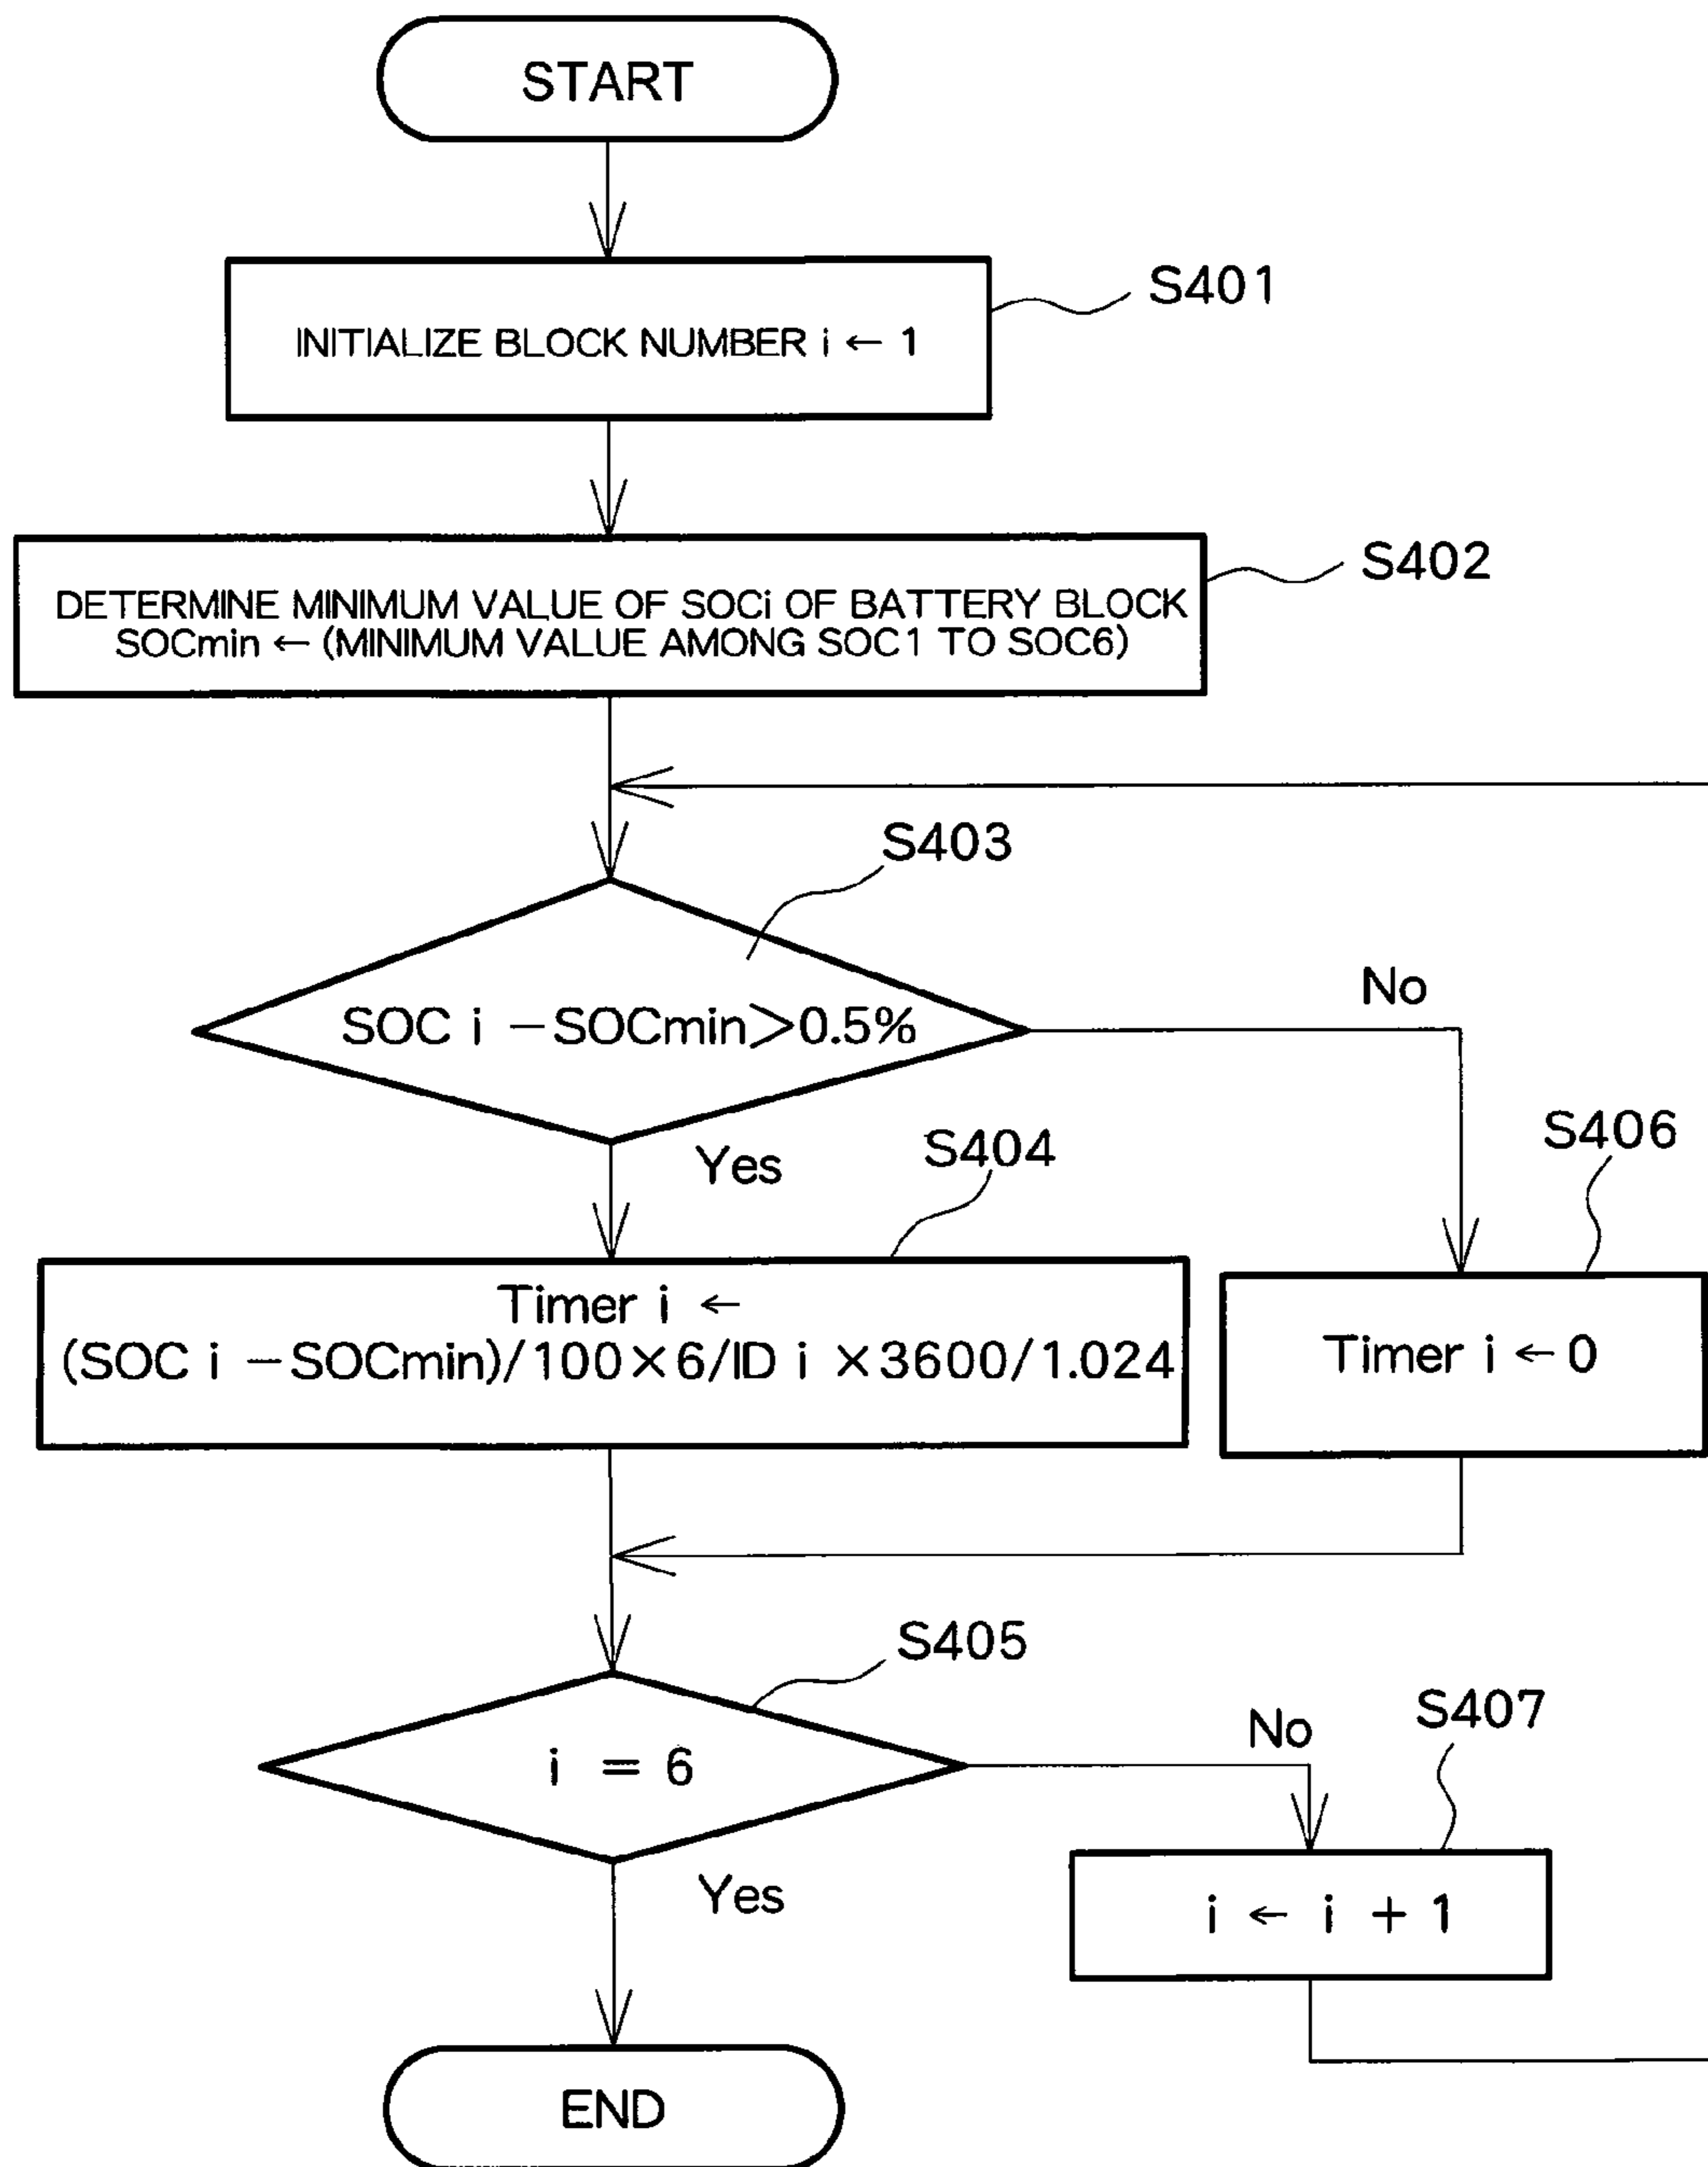 START
S401
INITIALIZE BLOCK NUMBER i ← 1
S402
DETERMINE MINIMUM VALUE OF SOCi OF BATTERY BLOCK
SOCmin ← (MINIMUM VALUE AMONG SOC1 TO SOC6)
S403
SOC i −SOCmin>0.5%
No
Yes
S404
S406
Timer i ←
(SOC i −SOCmin)/100×6/ID i ×3600/1.024
Timer i ← 0
S405
i = 6
No
S407
Yes
i ← i + 1
END